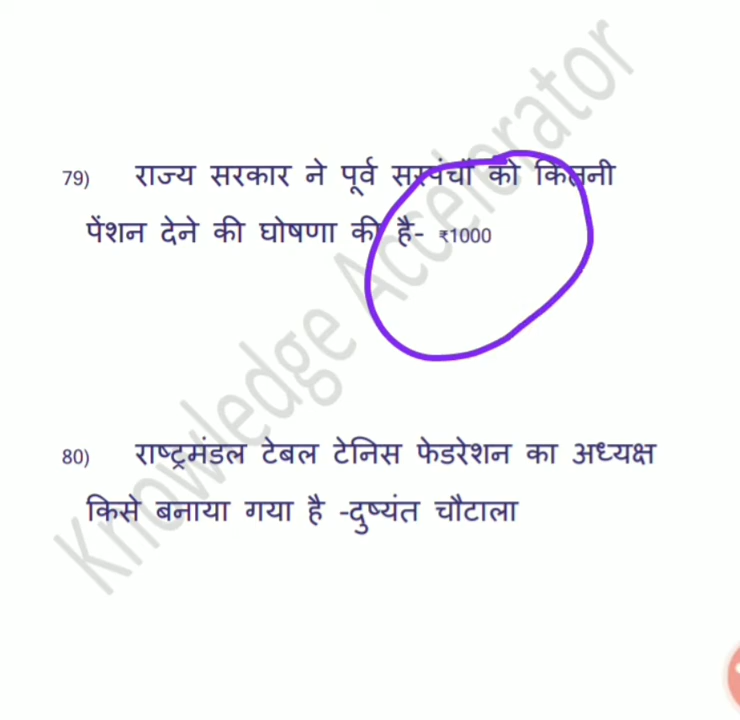 79) राज्य सरकार ने पूर्व सरपंचों को कितनी
पेंशन देने की घोषणा की है- ₹1000
80) राष्ट्रमंडल टेबल टेनिस फेडरेशन का अध्यक्ष
किसे बनाया गया है -दुष्यंत चौटाला
Knowledge Accelerator